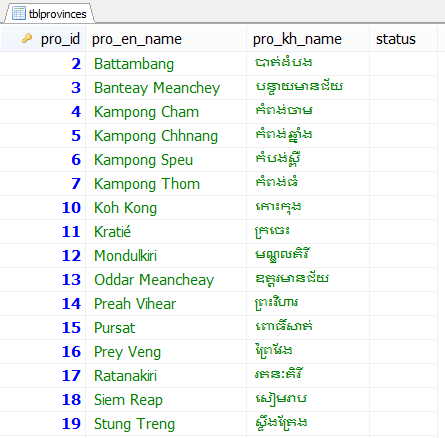 tblprovinces
pro_id pro_en_name pro_kh_name status
2 Battambang បាត់ដំបង
3 Banteay Meanchey បន្ទាយមានជ័យ
4 Kampong Cham កំពង់ចាម
5 Kampong Chhnang កំពង់ឆ្នាំង
6 Kampong Speu កំបង់ស្ពឺ
7 Kampong Thom កំពង់ធំ
10 Koh Kong កោះកុង
11 Kratié ក្រចេះ
12 Mondulkiri មណ្ឌលគិរី
13 Oddar Meancheay ឧត្តរមានជ័យ
14 Preah Vihear ព្រះវិហារ
15 Pursat ពោធិ៍សាត់
16 Prey Veng ព្រៃវែង
17 Ratanakiri រតនៈគិរី
18 Siem Reap សៀមរាប
19 Stung Treng ស្ទឹងត្រែង